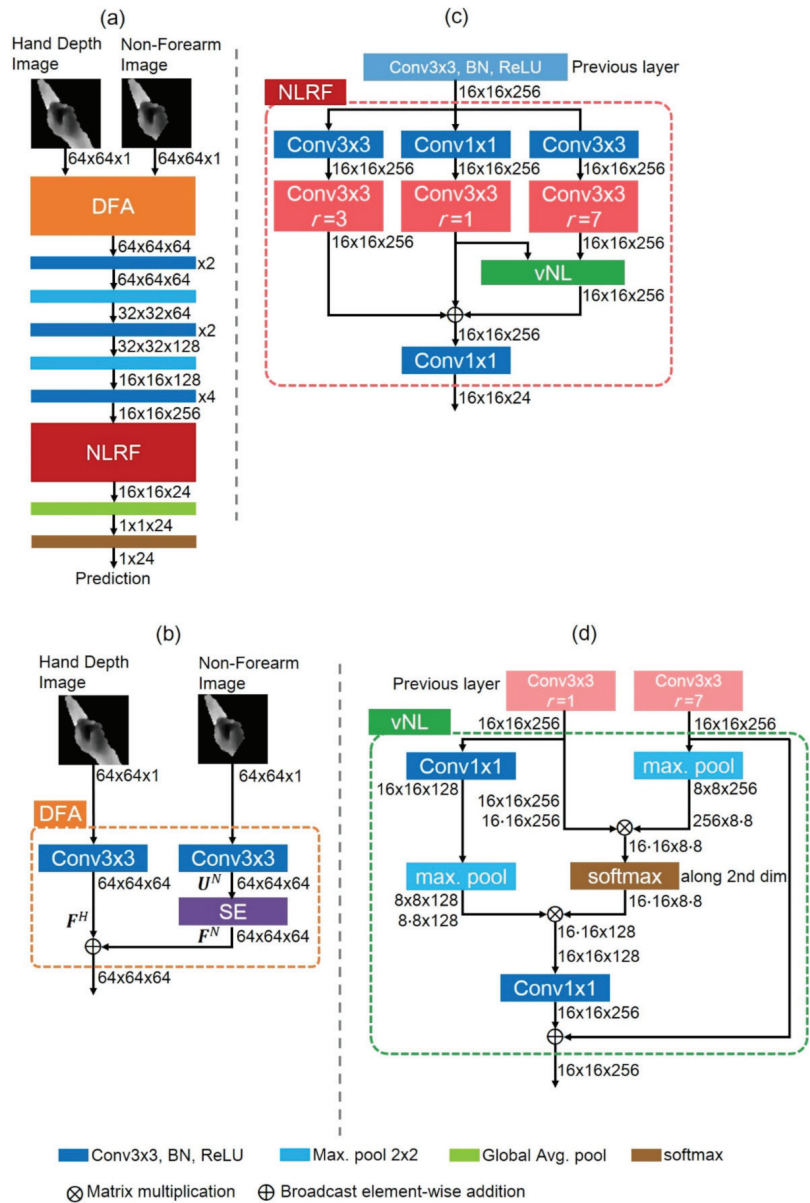 (a)
Hand Depth
Image
Non-Forearm
Image
64x64x1
64x64x1
DFA
64x64x64
x2
64x64x64
32x32x64
x2
32x32x128
16x16x128
x4
16x16x256
NLRF
16x16x24
1x1x24
1x24
Prediction
(c)
Conv3x3, BN, ReLU
Previous layer
16x16x256
NLRF
Conv3x3
Conv1x1
Conv3x3
16x16x256
16x16x256
16x16x256
Conv3x3
r=3
Conv3x3
r=1
Conv3x3
r=7
16x16x256
16x16x256
vNL
16x16x256
⊕
16x16x256
Conv1x1
16x16x24
(b)
Hand Depth
Image
Non-Forearm
Image
64x64x1
64x64x1
DFA
Conv3x3
Conv3x3
64x64x64
U^N
64x64x64
SE
F^H
F^N
64x64x64
⊕
64x64x64
(d)
Previous layer
Conv3x3
r=1
Conv3x3
r=7
vNL
16x16x256
16x16x256
Conv1x1
max. pool
16x16x128
16x16x256
16·16x256
8x8x256
256x8·8
⊗
16·16x8·8
max. pool
softmax
along 2nd dim
8x8x128
8·8x128
16·16x8·8
⊗
16·16x128
16x16x128
Conv1x1
16x16x256
⊕
16x16x256
Conv3x3, BN, ReLU
Max. pool 2x2
Global Avg. pool
softmax
⊗ Matrix multiplication
⊕ Broadcast element-wise addition